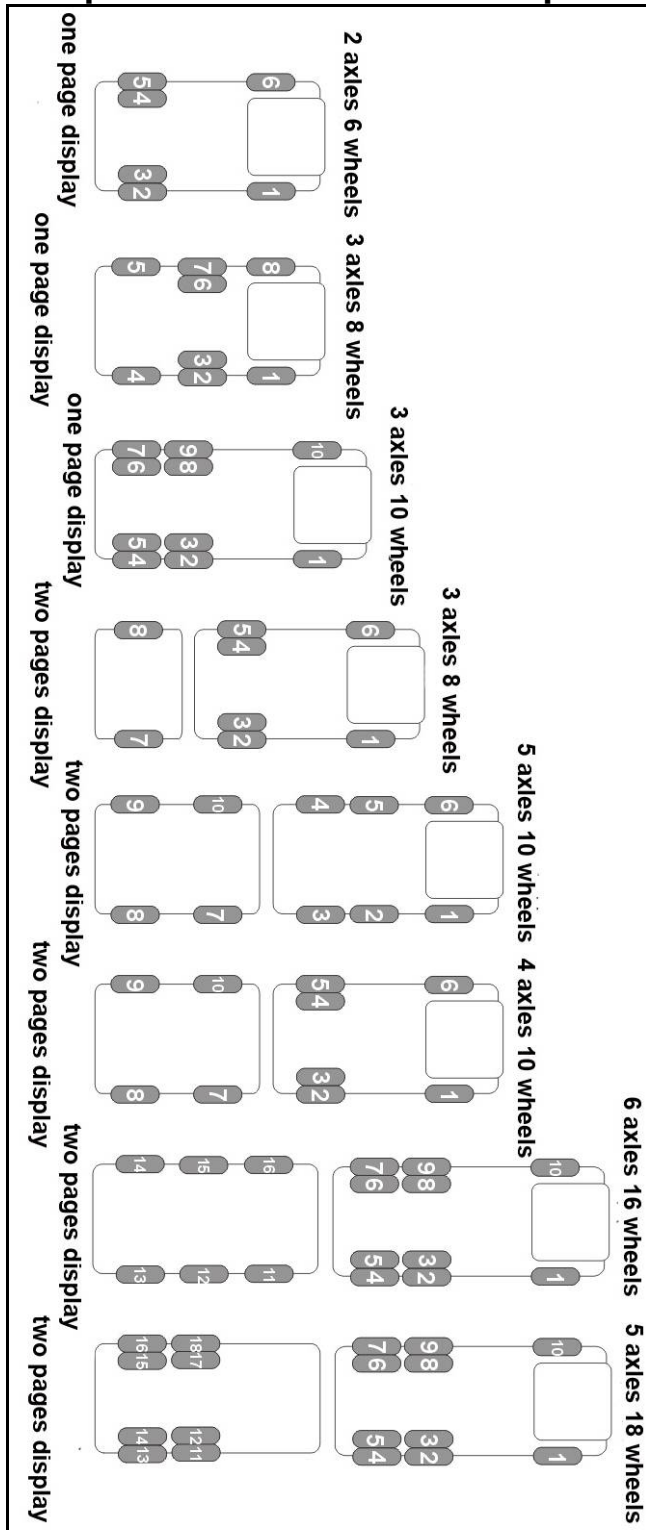 2 axles 6 wheels
6 1
5 4 3 2
one page display
3 axles 8 wheels
8 1
7 6 3 2
5 4
one page display
3 axles 10 wheels
10 1
9 8 3 2
7 6 5 4
one page display
3 axles 8 wheels
6 1
5 4 3 2
8 7
two pages display
5 axles 10 wheels
6 1
5 2
4 3
10 7
9 8
two pages display
4 axles 10 wheels
6 1
5 4 3 2
10 7
9 8
two pages display
6 axles 16 wheels
10 1
9 8 3 2
7 6 5 4
16 11
15 12
14 13
two pages display
5 axles 18 wheels
10 1
9 8 3 2
7 6 5 4
18 17 12 11
16 15 14 13
two pages display